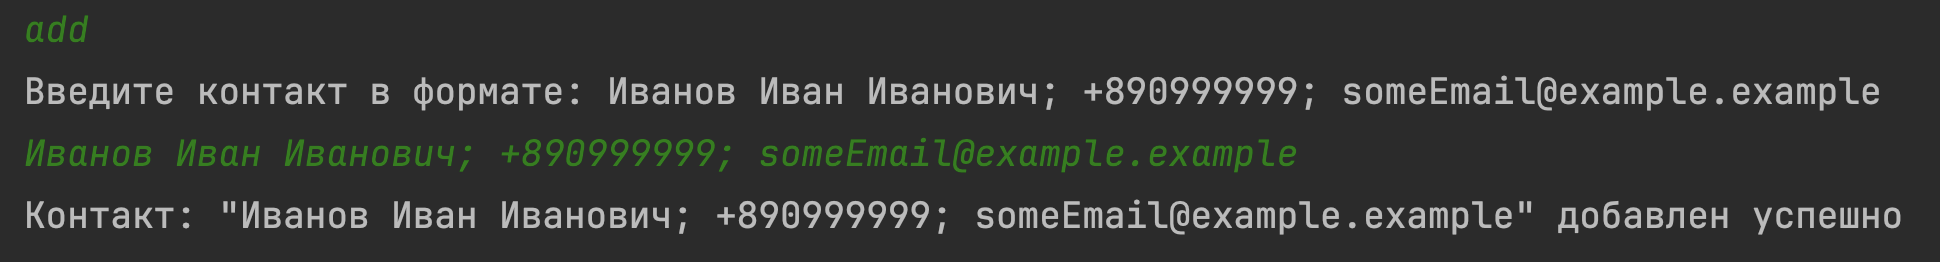 add
Введите контакт в формате: Иванов Иван Иванович; +890999999; someEmail@example.example
Иванов Иван Иванович; +890999999; someEmail@example.example
Контакт: "Иванов Иван Иванович; +890999999; someEmail@example.example" добавлен успешно